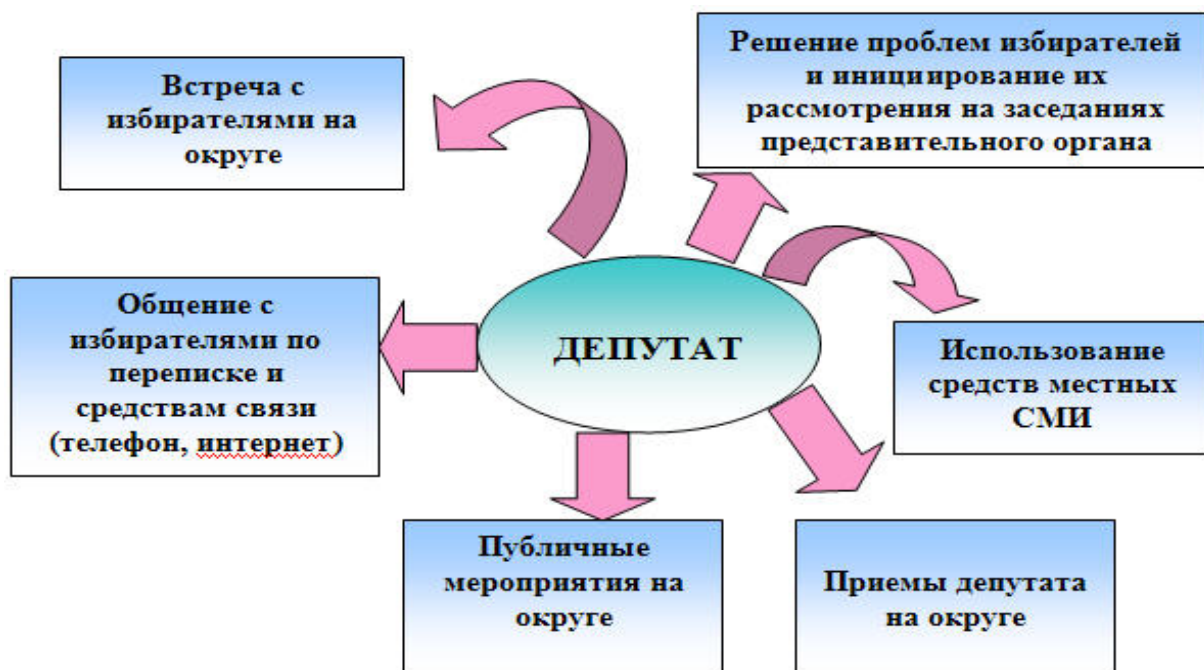 Встреча с
избирателями на
округе
Решение проблем избирателей
и инициирование их
рассмотрения на заседаниях
представительного органа
Общение с
избирателями по
переписке и
средствам связи
(телефон, интернет)
ДЕПУТАТ
Использование
средств местных
СМИ
Публичные
мероприятия на
округе
Приемы депутата
на округе